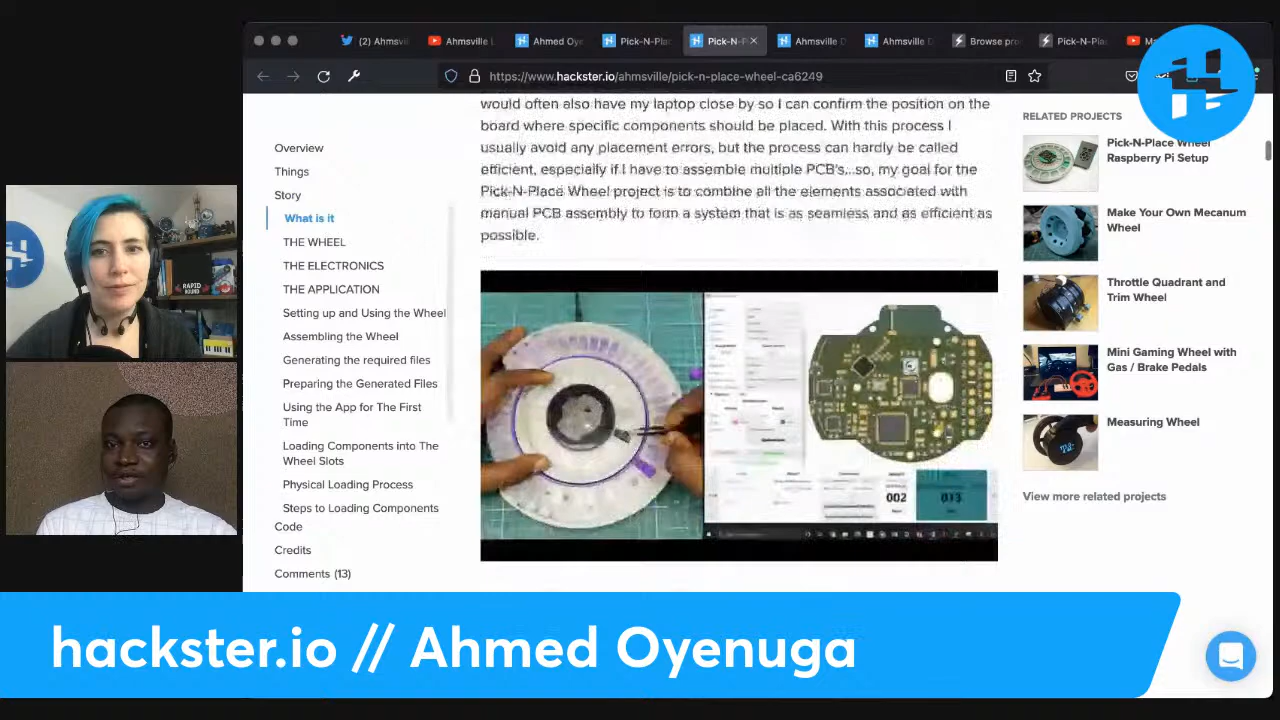 (2) Ahmsvi
Ahmsville L
Ahmed Oye
Pick-N-Plac
Pick-N-P
Ahmsville D
Ahmsville D
Browse pro
Pick-N-Plac
https://www.hackster.io/ahmsville/pick-n-place-wheel-ca6249
Overview
Things
Story
What is it
THE WHEEL
THE ELECTRONICS
THE APPLICATION
Setting up and Using the Wheel
Assembling the Wheel
Generating the required files
Preparing the Generated Files
Using the App for The First
Time
Loading Components into The
Wheel Slots
Physical Loading Process
Steps to Loading Components
Code
Credits
Comments (13)
would often also have my laptop close by so I can confirm the position on the
board where specific components should be placed. With this process I
usually avoid any placement errors, but the process can hardly be called
efficient, especially if I have to assemble multiple PCB's... so, my goal for the
Pick-N-Place Wheel project is to combine all the elements associated with
manual PCB assembly to form a system that is as seamless and as efficient as
possible.
002
013
RELATED PROJECTS
Pick-N-Place Wheel
Raspberry Pi Setup
Make Your Own Mecanum
Wheel
Throttle Quadrant and
Trim Wheel
Mini Gaming Wheel with
Gas / Brake Pedals
Measuring Wheel
View more related projects
RAPID
hackster.io // Ahmed Oyenuga